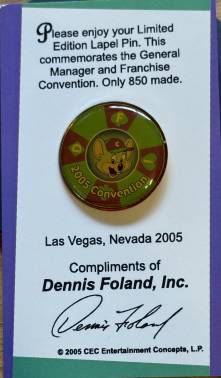 Please enjoy your Limited
Edition Lapel Pin. This
commemorates the General
Manager and Franchise
Convention. Only 850 made.
2005 Convention
Las Vegas, Nevada 2005
Compliments of
Dennis Foland, Inc.
Dennis Foland
© 2005 CEC Entertainment Concepts, L.P.